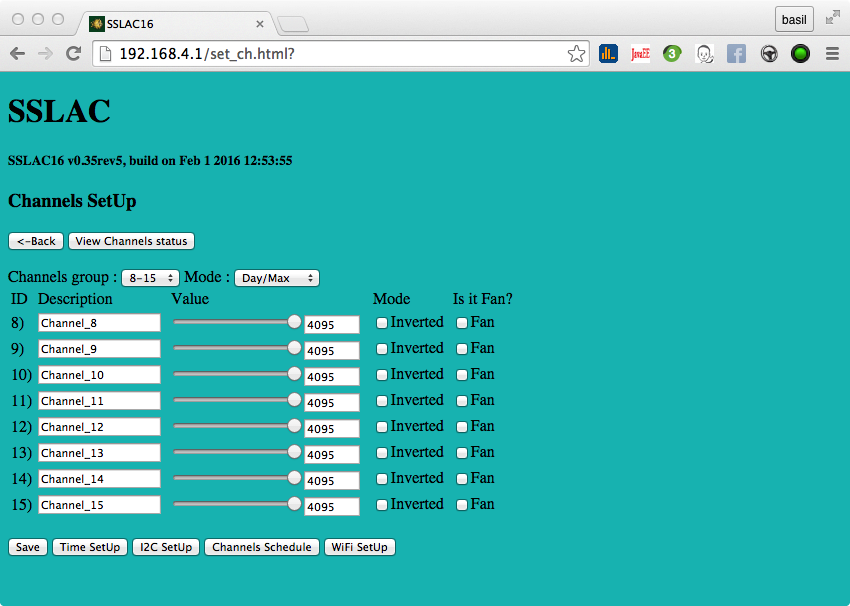 SSLAC16
basil
192.168.4.1/set_ch.html?
JavaEE
3
SSLAC
SSLAC16 v0.35rev5, build on Feb 1 2016 12:53:55
Channels SetUp
<-Back View Channels status
Channels group : 8-15 Mode : Day/Max
ID Description Value Mode Is it Fan?
8) Channel_8 4095 Inverted Fan
9) Channel_9 4095 Inverted Fan
10) Channel_10 4095 Inverted Fan
11) Channel_11 4095 Inverted Fan
12) Channel_12 4095 Inverted Fan
13) Channel_13 4095 Inverted Fan
14) Channel_14 4095 Inverted Fan
15) Channel_15 4095 Inverted Fan
Save Time SetUp I2C SetUp Channels Schedule WiFi SetUp